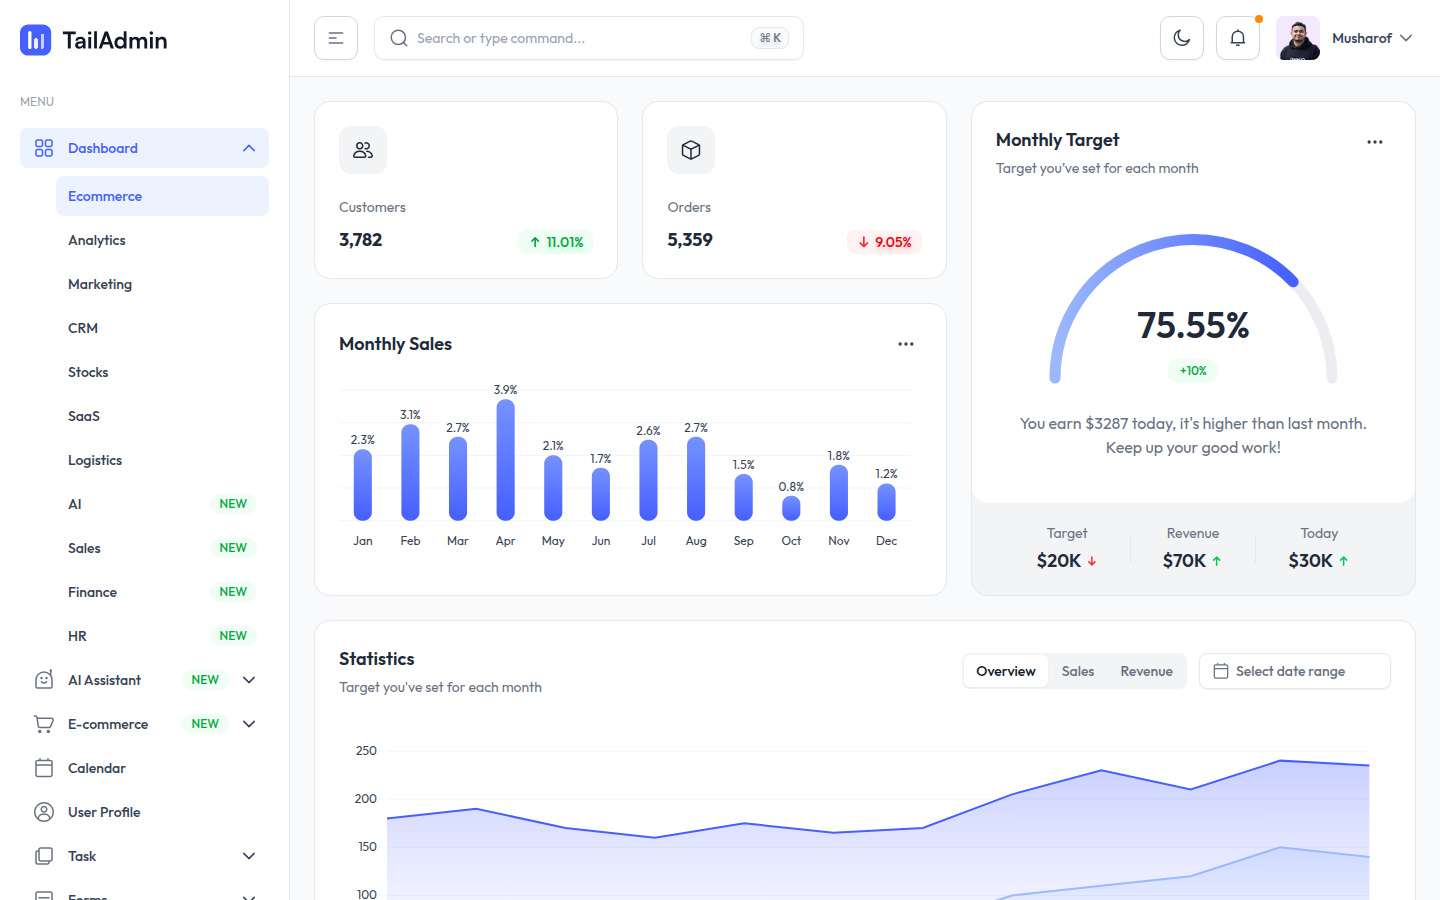 TailAdmin
MENU
Dashboard
Ecommerce
Analytics
Marketing
CRM
Stocks
SaaS
Logistics
AI NEW
Sales NEW
Finance NEW
HR NEW
AI Assistant NEW
E-commerce NEW
Calendar
User Profile
Task
Forms
Search or type command...
⌘ K
Musharof
Customers
3,782
11.01%
Orders
5,359
9.05%
Monthly Sales
3.9%
3.1%
2.7%
2.3%
2.1%
1.7%
2.6%
2.7%
1.5%
0.8%
1.8%
1.2%
Jan Feb Mar Apr May Jun Jul Aug Sep Oct Nov Dec
Monthly Target
Target you've set for each month
75.55%
+10%
You earn $3287 today, it's higher than last month.
Keep up your good work!
Target Revenue Today
$20K $70K $30K
Statistics
Target you've set for each month
Overview Sales Revenue
Select date range
250
200
150
100